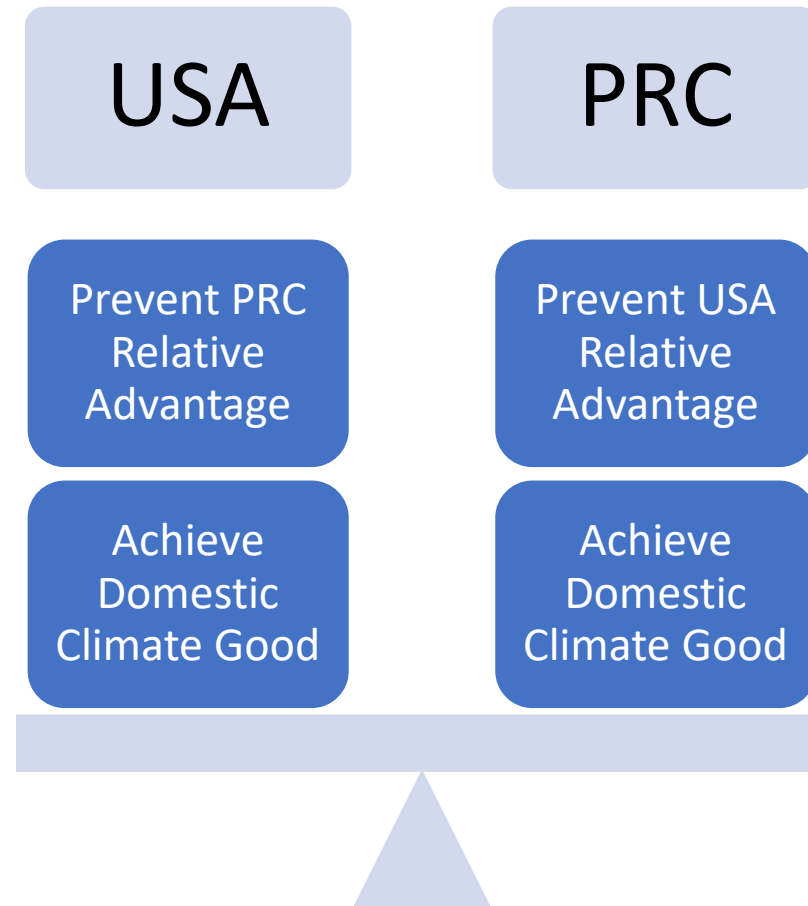 USA
PRC
Prevent PRC
Relative
Advantage
Prevent USA
Relative
Advantage
Achieve
Domestic
Climate Good
Achieve
Domestic
Climate Good